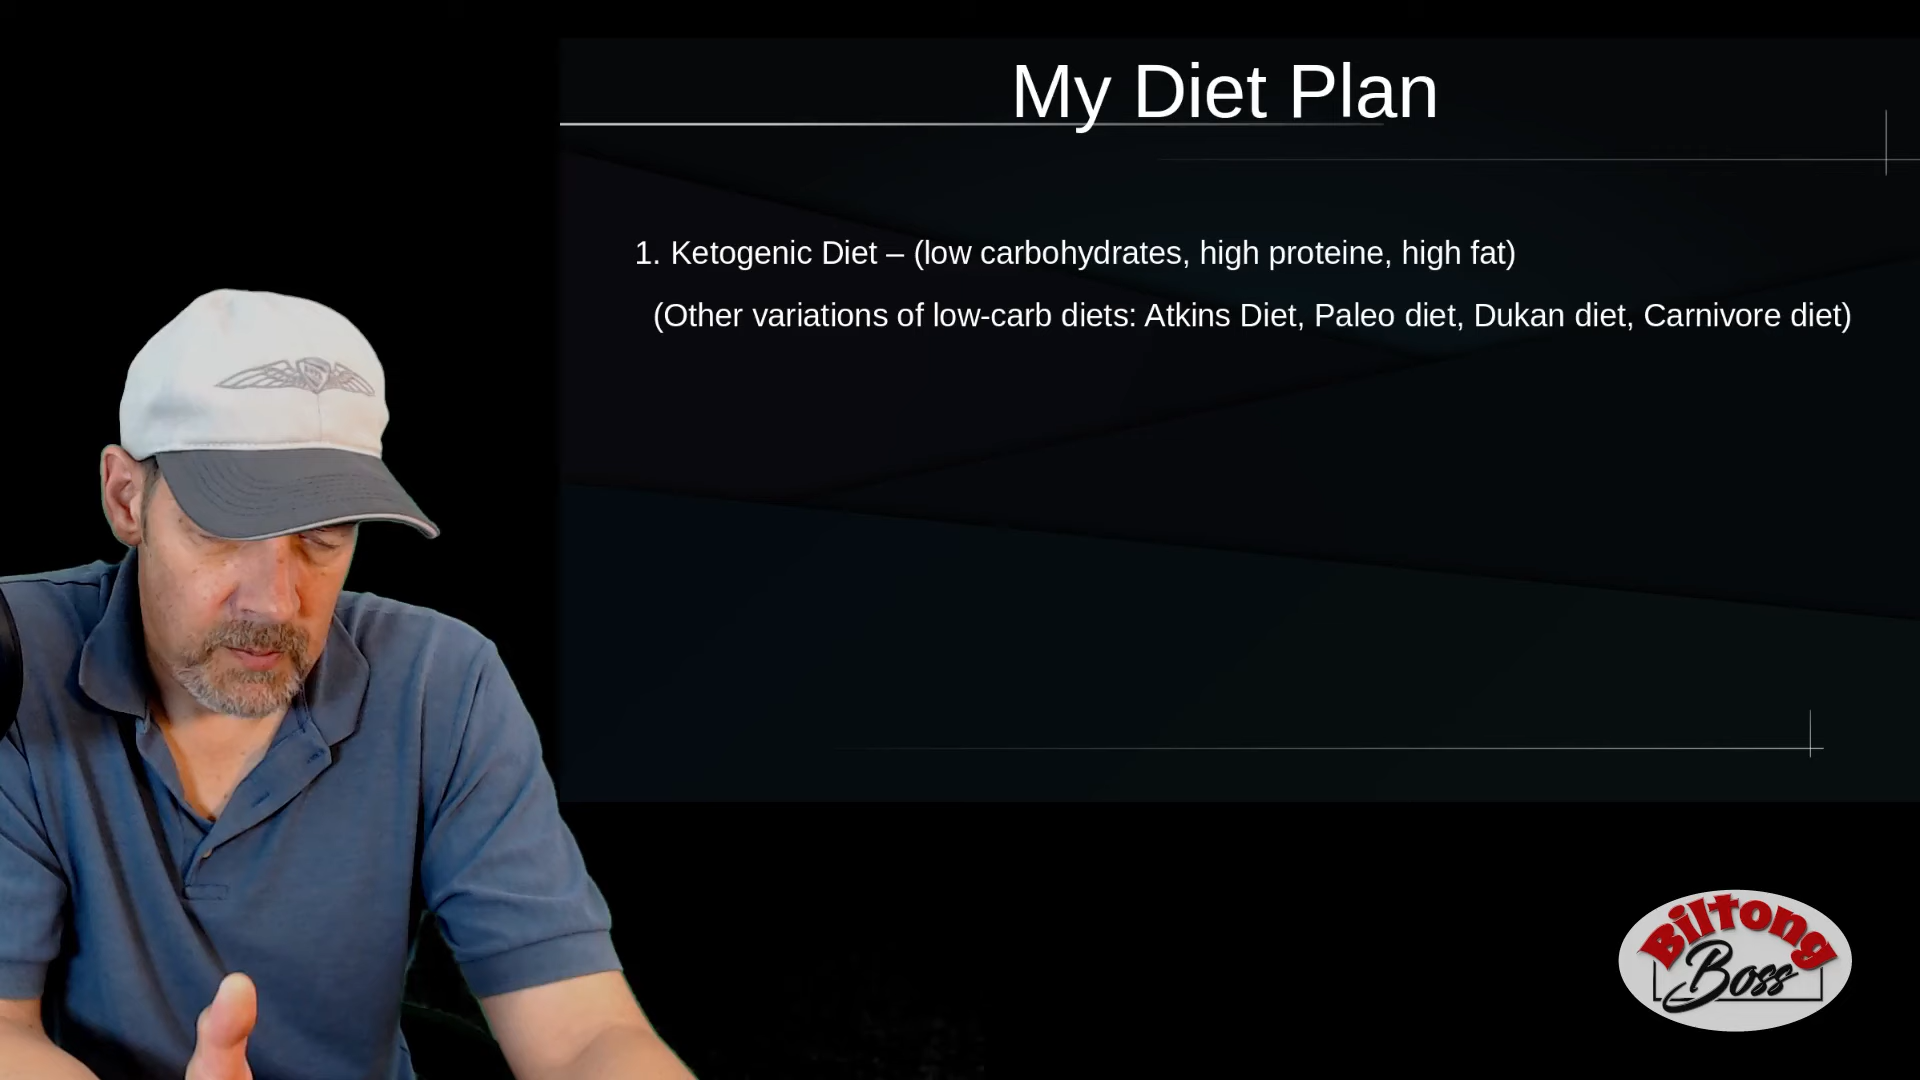 My Diet Plan
1. Ketogenic Diet – (low carbohydrates, high proteine, high fat)
(Other variations of low-carb diets: Atkins Diet, Paleo diet, Dukan diet, Carnivore diet)
Biltong
Boss